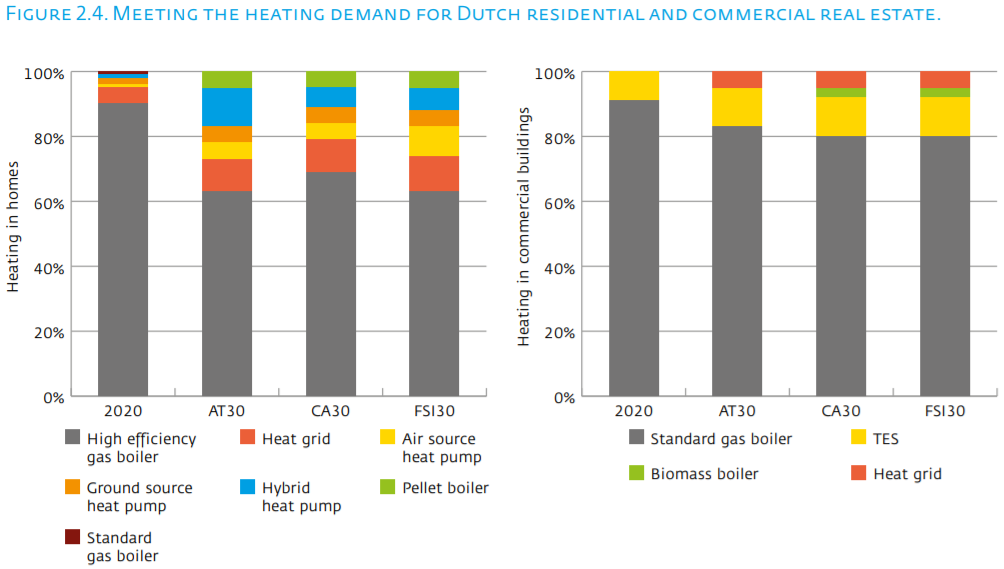 FIGURE 2.4. MEETING THE HEATING DEMAND FOR DUTCH RESIDENTIAL AND COMMERCIAL REAL ESTATE.
Heating in homes
100%
80%
60%
40%
20%
0%
2020 AT30 CA30 FSI30
High efficiency
gas boiler
Heat grid
Air source
heat pump
Ground source
heat pump
Hybrid
heat pump
Pellet boiler
Standard
gas boiler
Heating in commercial buildings
100%
80%
60%
40%
20%
0%
2020 AT30 CA30 FSI30
Standard gas boiler
TES
Biomass boiler
Heat grid